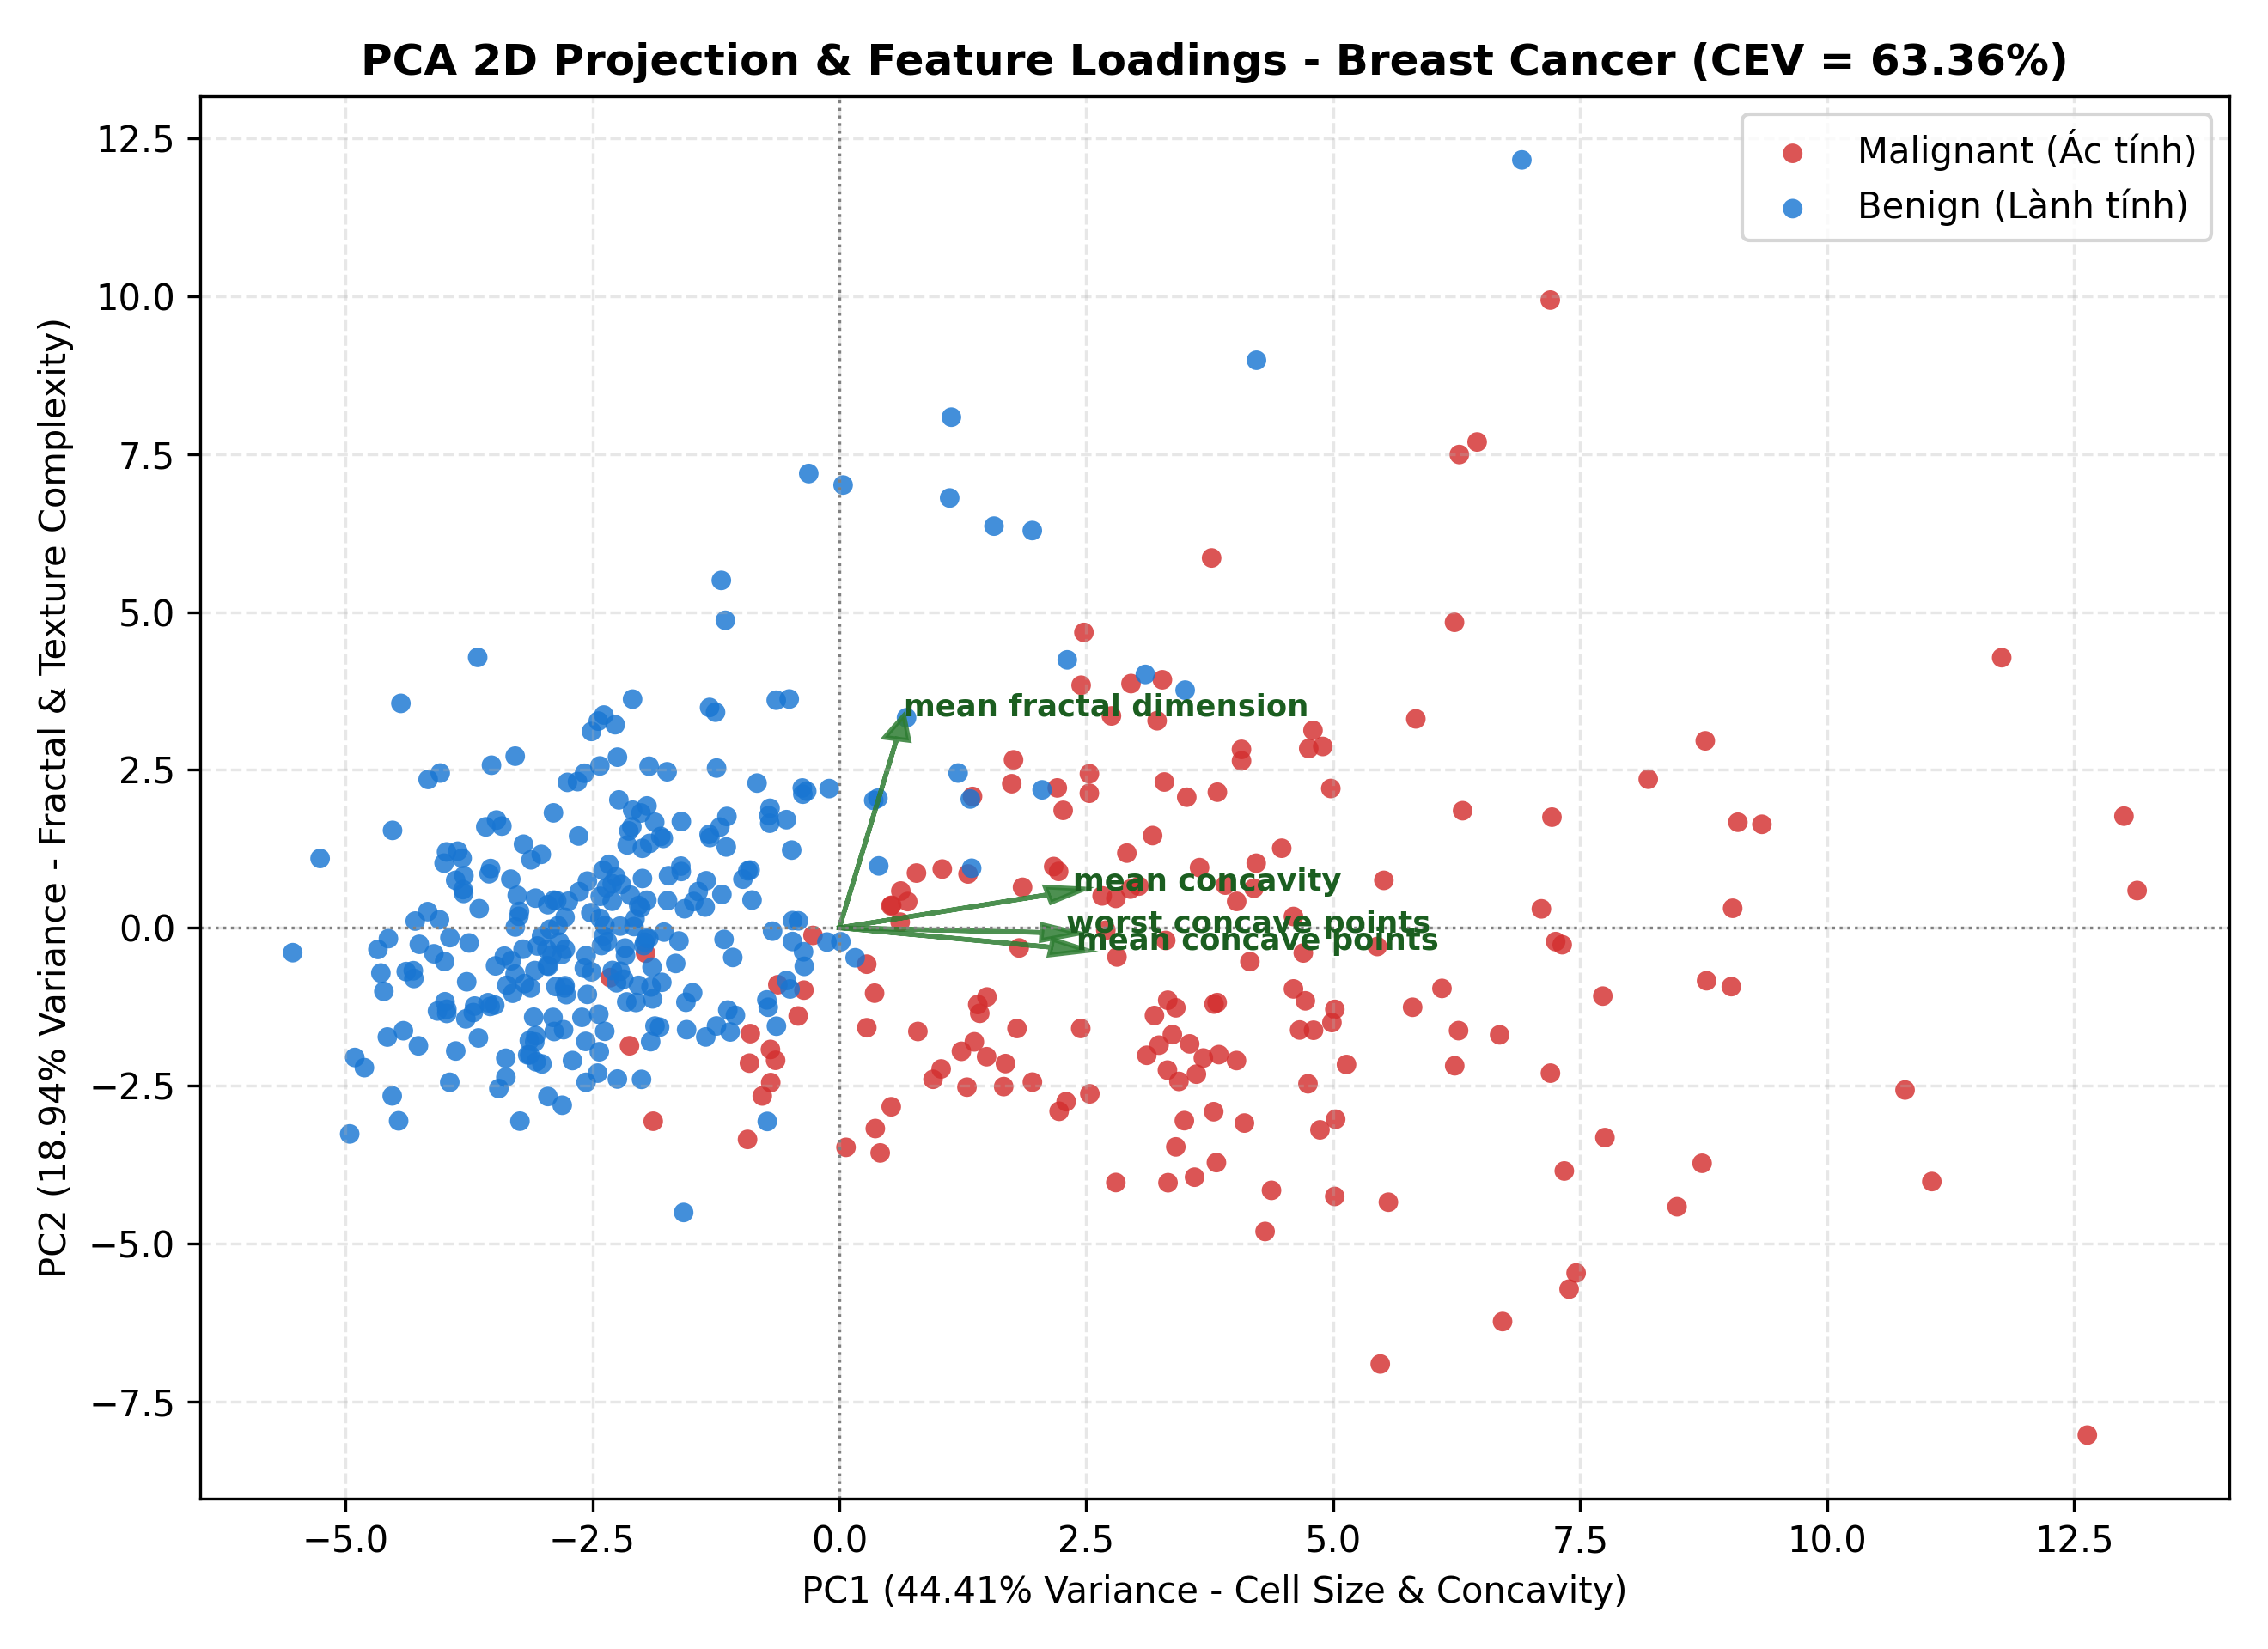 PCA 2D Projection & Feature Loadings - Breast Cancer (CEV = 63.36%)
Malignant (Ác tính)
Benign (Lành tính)
12.5
10.0
7.5
5.0
2.5
0.0
−2.5
−5.0
−7.5
PC2 (18.94% Variance - Fractal & Texture Complexity)
mean fractal dimension
mean concavity
worst concave points
mean concave points
−5.0
−2.5
0.0
2.5
5.0
7.5
10.0
12.5
PC1 (44.41% Variance - Cell Size & Concavity)